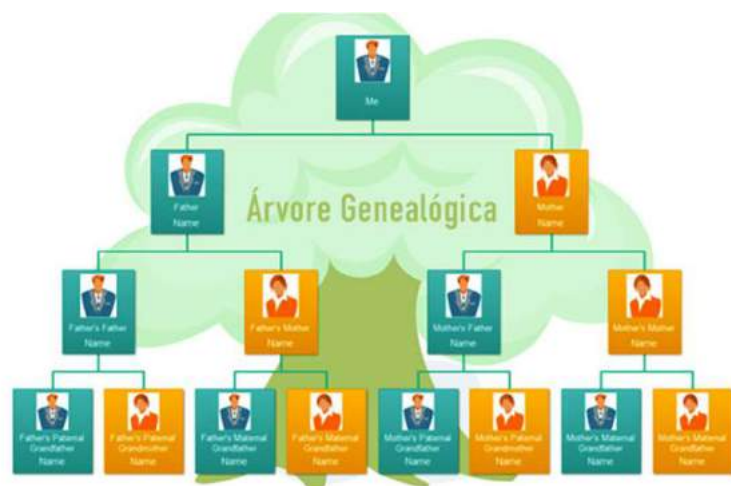 Me
Father
Name
Árvore Genealógica
Mother
Name
Father's Father
Name
Father's Mother
Name
Mother's Father
Name
Mother's Mother
Name
Father's Paternal
Grandfather
Name
Father's Paternal
Grandmother
Name
Father's Maternal
Grandfather
Name
Father's Maternal
Grandfather
Name
Mother's Paternal
Grandfather
Name
Mother's Paternal
Grandmother
Name
Mother's Maternal
Grandfather
Name
Mother's Maternal
Grandfather
Name